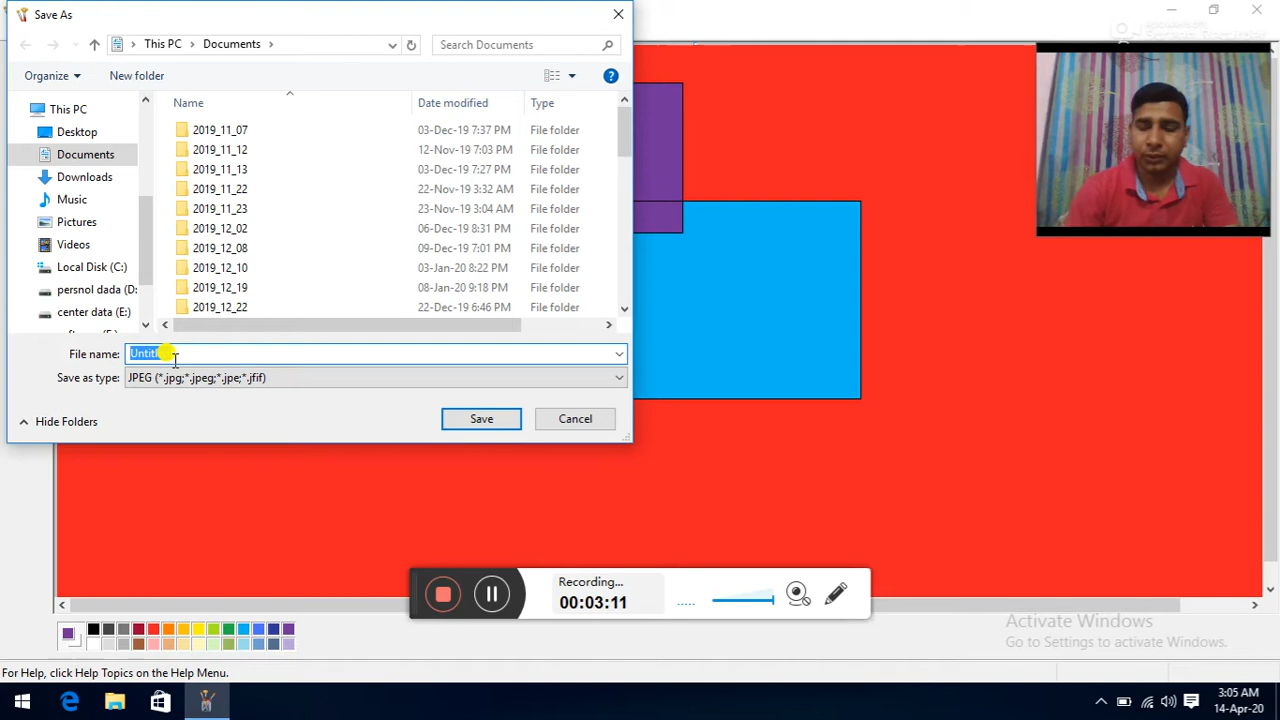 Save As
This PC > Documents >
Search Documents
Organize
New folder
?
Name
Date modified
Type
This PC
Desktop
Documents
Downloads
Music
Pictures
Videos
Local Disk (C:)
persnol dada (D:
center data (E:)
2019_11_07 03-Dec-19 7:37 PM File folder
2019_11_12 12-Nov-19 7:03 PM File folder
2019_11_13 03-Dec-19 7:27 PM File folder
2019_11_22 22-Nov-19 3:32 AM File folder
2019_11_23 23-Nov-19 3:04 AM File folder
2019_12_02 06-Dec-19 8:31 PM File folder
2019_12_08 09-Dec-19 7:01 PM File folder
2019_12_10 03-Jan-20 8:22 PM File folder
2019_12_19 08-Jan-20 9:18 PM File folder
2019_12_22 22-Dec-19 6:46 PM File folder
File name:
Save as type: JPEG (*.jpg;*.jpeg;*.jpe;*.jfif)
Hide Folders
Save
Cancel
Recording...
00:03:11
Activate Windows
Go to Settings to activate Windows.
For Help, click Help Topics on the Help Menu.
3:05 AM
14-Apr-20